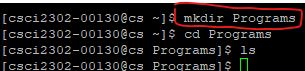 [csci2302-00130@cs ~]$ mkdir Programs
[csci2302-00130@cs ~]$ cd Programs
[csci2302-00130@cs Programs]$ ls
[csci2302-00130@cs Programs]$